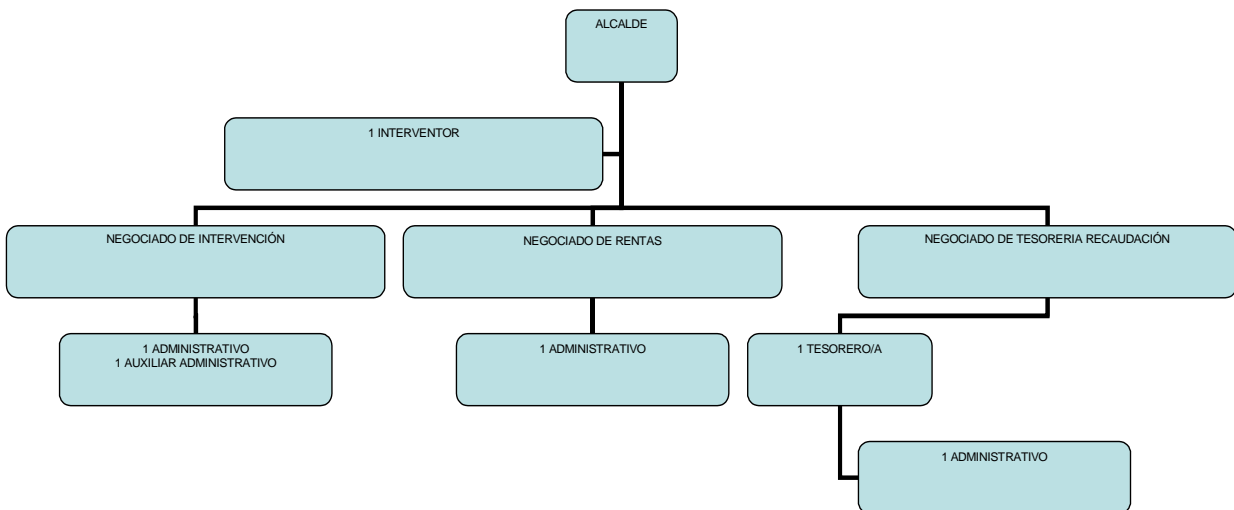 ALCALDE
1 INTERVENTOR
NEGOCIADO DE INTERVENCIÓN
NEGOCIADO DE RENTAS
NEGOCIADO DE TESORERIA RECAUDACIÓN
1 ADMINISTRATIVO
1 AUXILIAR ADMINISTRATIVO
1 ADMINISTRATIVO
1 TESORERO/A
1 ADMINISTRATIVO